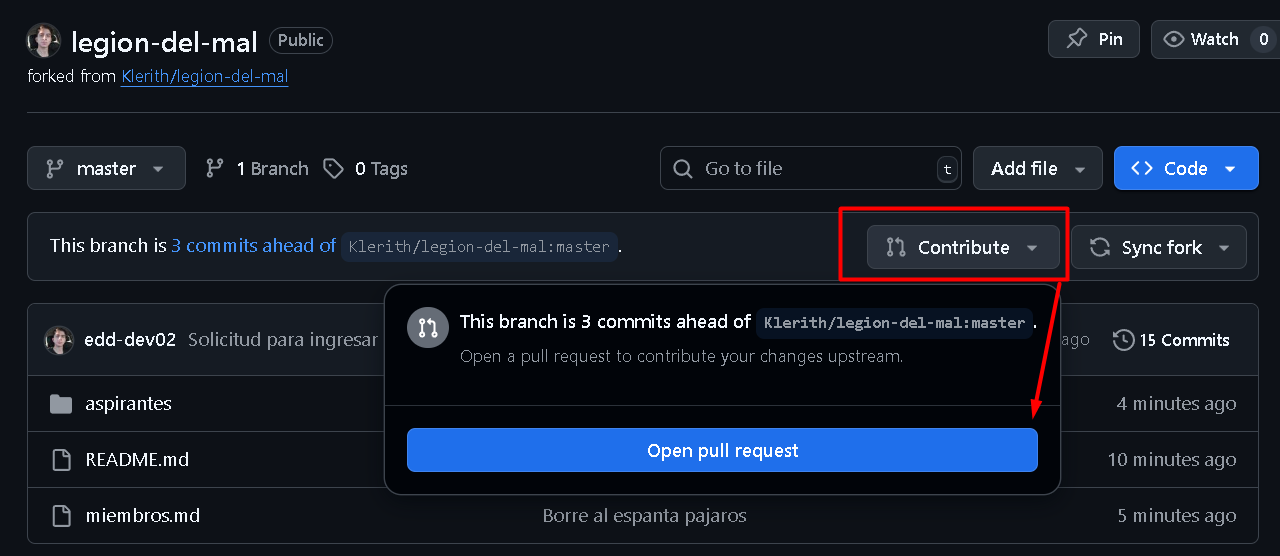 legion-del-mal Public Pin Watch 0
forked from Klerith/legion-del-mal
master 1 Branch 0 Tags Go to file t Add file Code
This branch is 3 commits ahead of Klerith/legion-del-mal:master. Contribute Sync fork
This branch is 3 commits ahead of Klerith/legion-del-mal:master.
Open a pull request to contribute your changes upstream.
Open pull request
edd-dev02 Solicitud para ingresar ago 15 Commits
aspirantes 4 minutes ago
README.md 10 minutes ago
miembros.md Borre al espanta pajaros 5 minutes ago